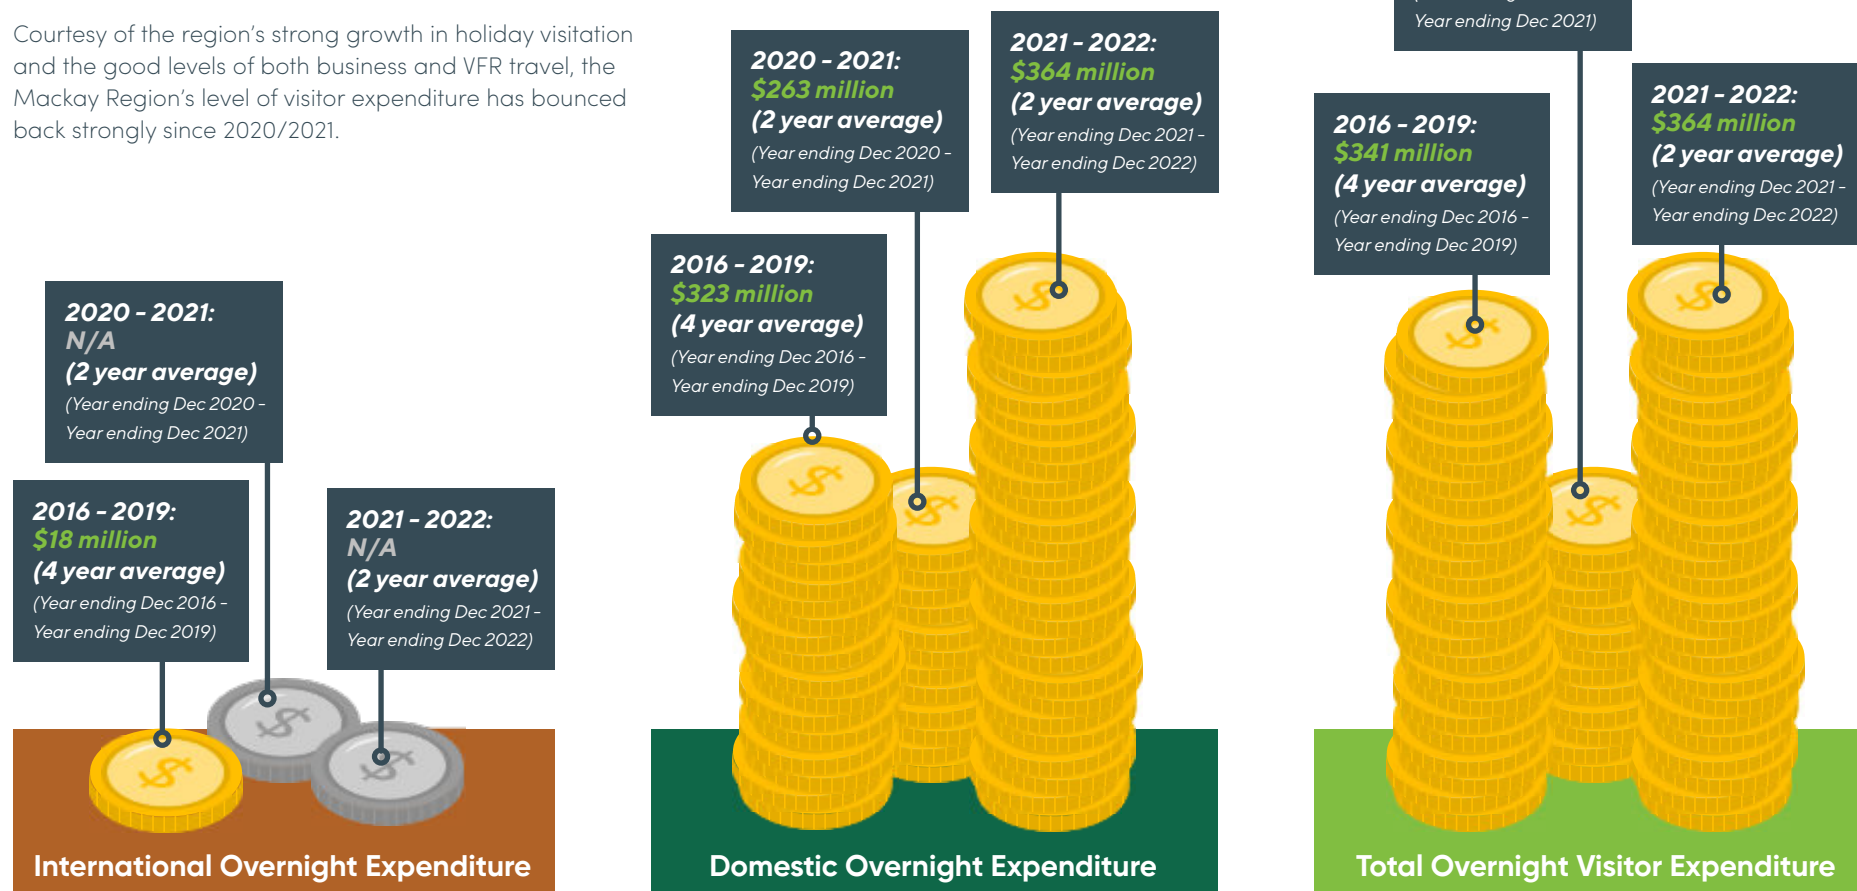 Courtesy of the region's strong growth in holiday visitation
and the good levels of both business and VFR travel, the
Mackay Region's level of visitor expenditure has bounced
back strongly since 2020/2021.
2020 - 2021:
N/A
(2 year average)
(Year ending Dec 2020 -
Year ending Dec 2021)
2016 - 2019:
$18 million
(4 year average)
(Year ending Dec 2016 -
Year ending Dec 2019)
2021 - 2022:
N/A
(2 year average)
(Year ending Dec 2021 -
Year ending Dec 2022)
International Overnight Expenditure
2020 - 2021:
$263 million
(2 year average)
(Year ending Dec 2020 -
Year ending Dec 2021)
2021 - 2022:
$364 million
(2 year average)
(Year ending Dec 2021 -
Year ending Dec 2022)
2016 - 2019:
$323 million
(4 year average)
(Year ending Dec 2016 -
Year ending Dec 2019)
Domestic Overnight Expenditure
Year ending Dec 2021)
2016 - 2019:
$341 million
(4 year average)
(Year ending Dec 2016 -
Year ending Dec 2019)
2021 - 2022:
$364 million
(2 year average)
(Year ending Dec 2021 -
Year ending Dec 2022)
Total Overnight Visitor Expenditure